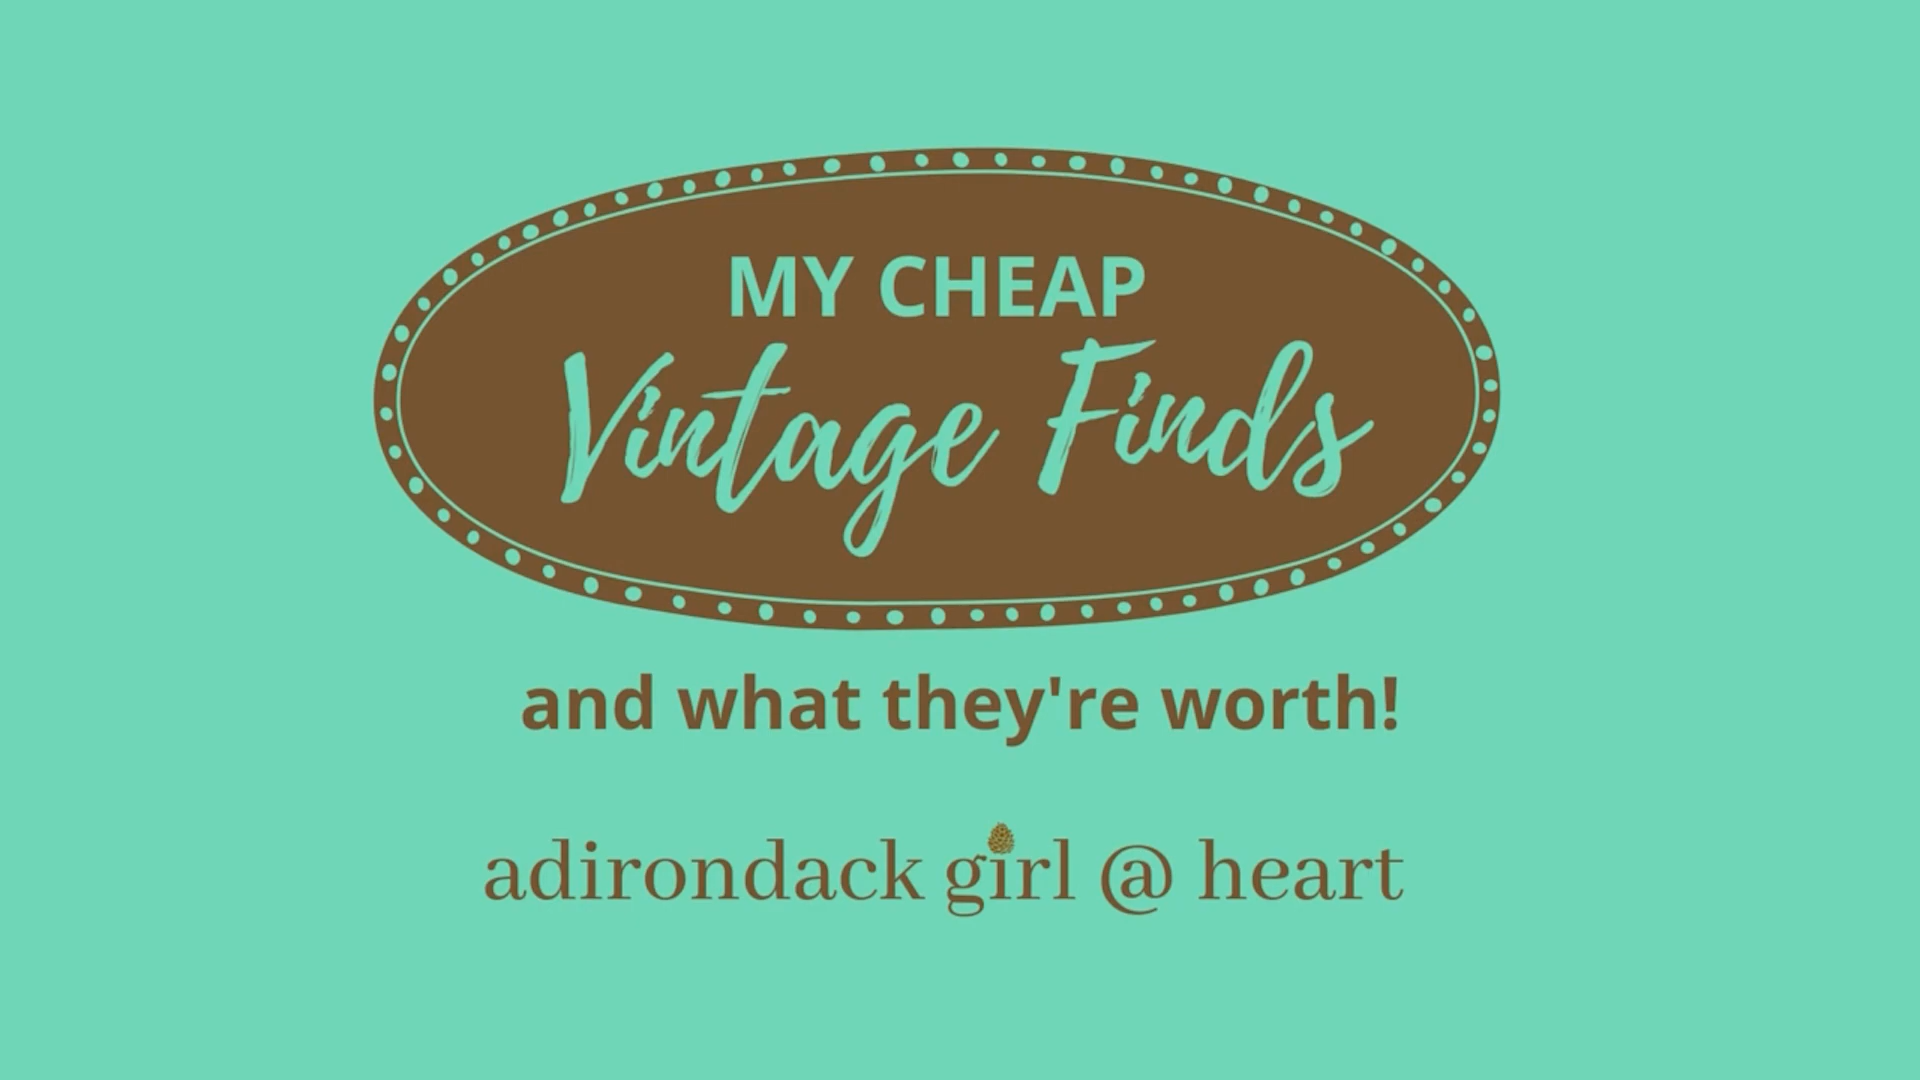 MY CHEAP
Vintage Finds
and what they're worth!
adirondack girl @ heart